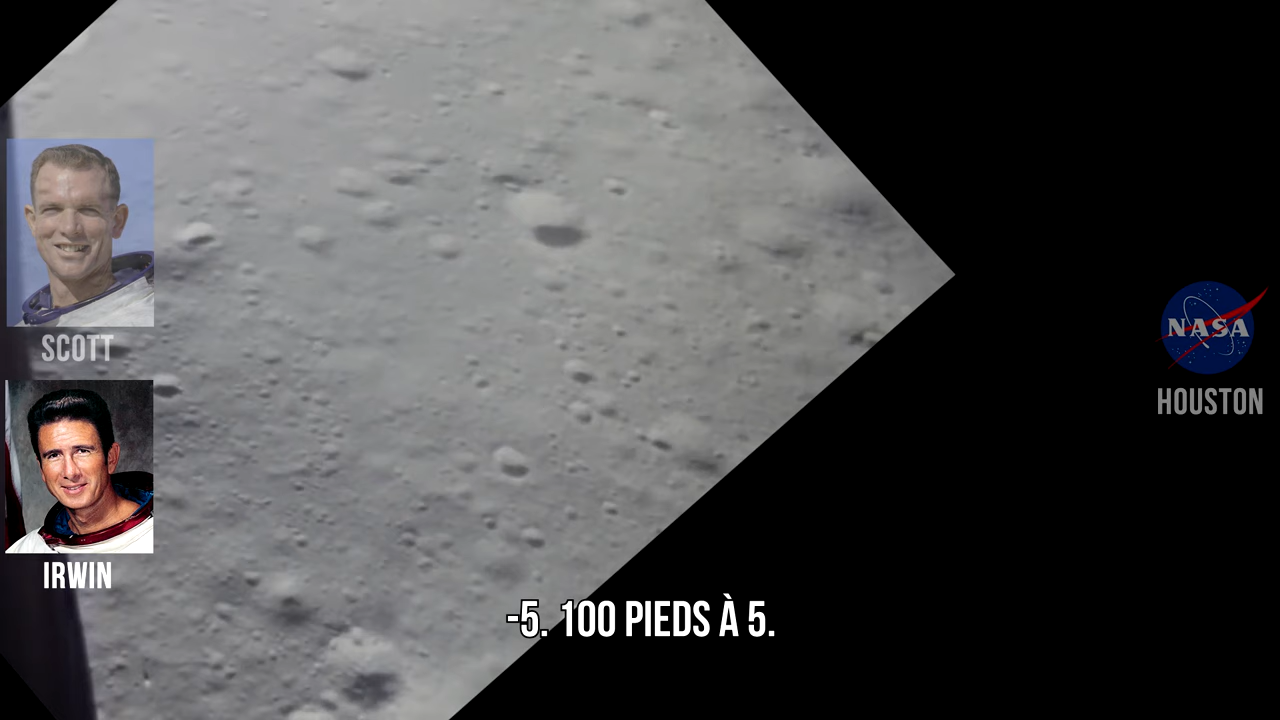 SCOTT
NASA
HOUSTON
IRWIN
-5. 100 PIEDS À 5.